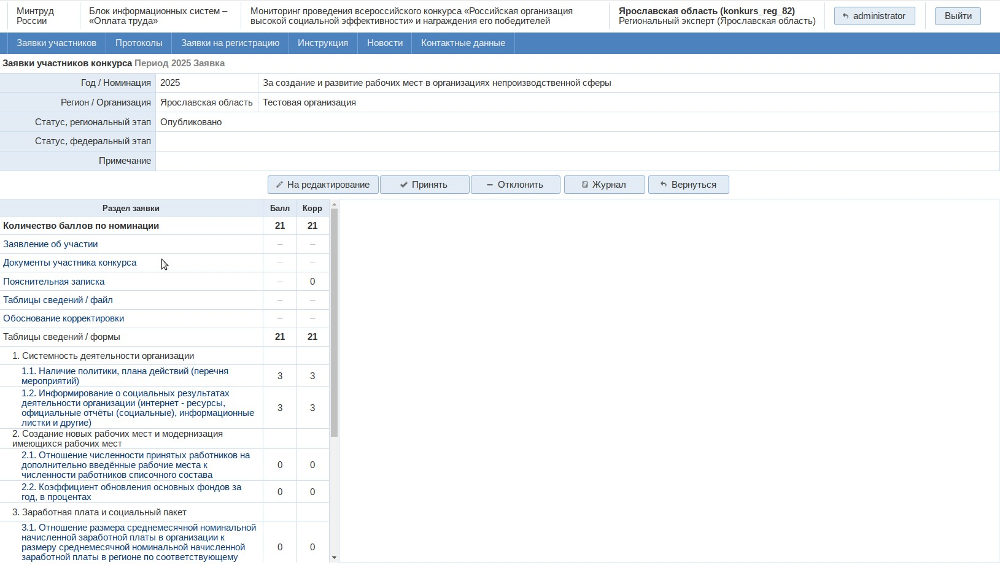 Минтруд России
Блок информационных систем – «Оплата труда»
Мониторинг проведения всероссийского конкурса «Российская организация высокой социальной эффективности» и награждения его победителей
Ярославская область (konkurs_reg_82)
Региональный эксперт (Ярославская область)
administrator
Выйти
Заявки участников
Протоколы
Заявки на регистрацию
Инструкция
Новости
Контактные данные
Заявки участников конкурса Период 2025 Заявка
Год / Номинация 2025 За создание и развитие рабочих мест в организациях непроизводственной сферы
Регион / Организация Ярославская область Тестовая организация
Статус, региональный этап Опубликовано
Статус, федеральный этап
Примечание
На редактирование Принять Отклонить Журнал Вернуться
Раздел заявки Балл Корр
Количество баллов по номинации 21 21
Заявление об участии – –
Документы участника конкурса – –
Пояснительная записка – 0
Таблицы сведений / файл – –
Обоснование корректировки – –
Таблицы сведений / формы 21 21
1. Системность деятельности организации
1.1. Наличие политики, плана действий (перечня
мероприятий) 3 3
1.2. Информирование о социальных результатах
деятельности организации (интернет - ресурсы,
официальные отчёты (социальные), информационные
листки и другие) 3 3
2. Создание новых рабочих мест и модернизация
имеющихся рабочих мест
2.1. Отношение численности принятых работников на
дополнительно введённые рабочие места к
численности работников списочного состава 0 0
2.2. Коэффициент обновления основных фондов за
год, в процентах 0 0
3. Заработная плата и социальный пакет
3.1. Отношение размера среднемесячной номинальной
начисленной заработной платы в организации к
размеру среднемесячной номинальной начисленной
заработной платы в регионе по соответствующему 0 0